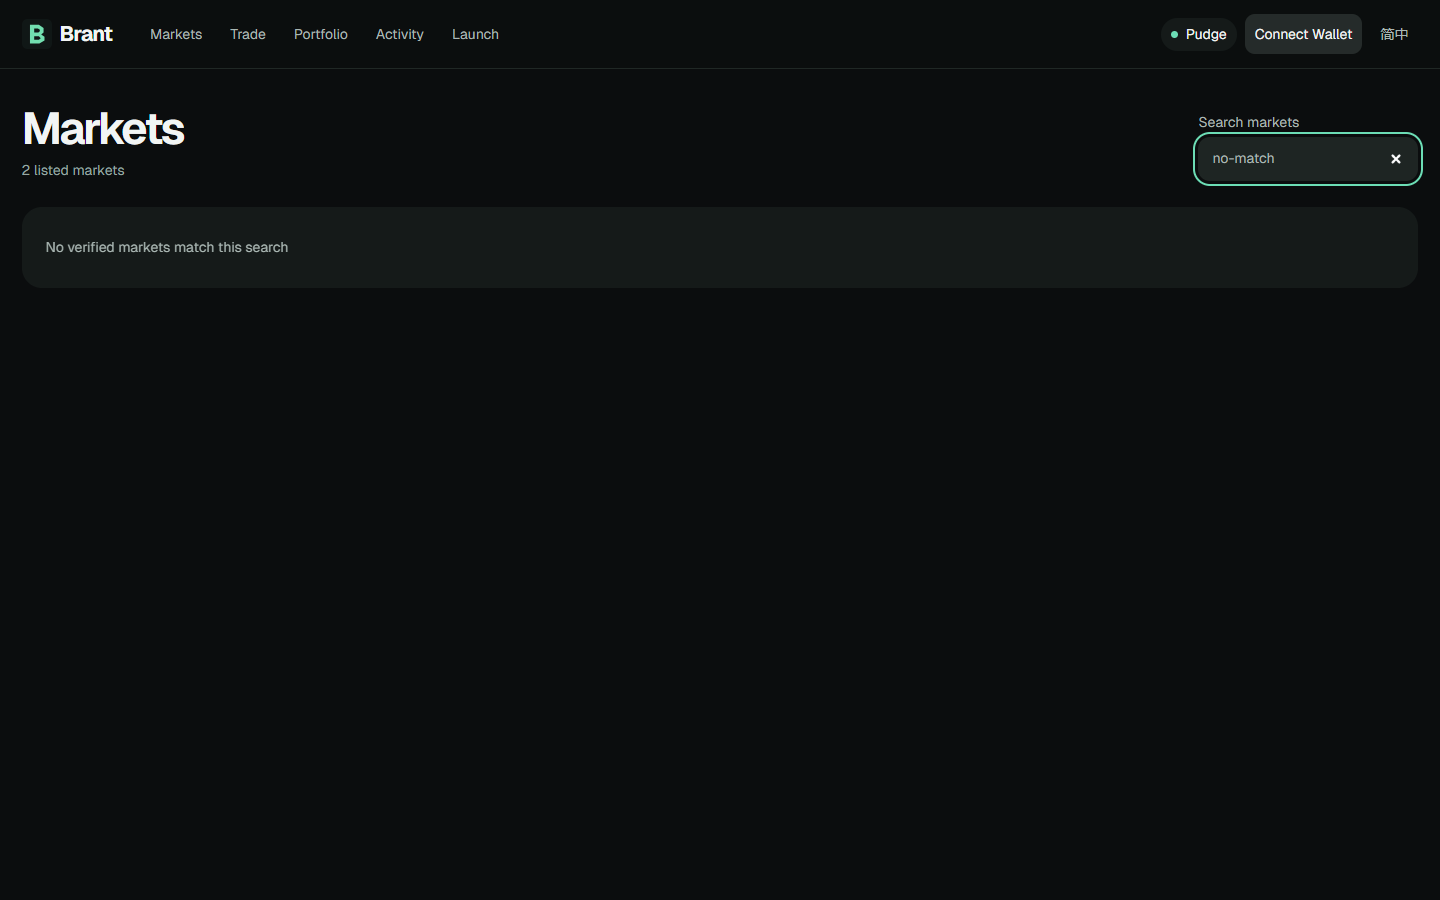 B Brant
Markets
Trade
Portfolio
Activity
Launch
Pudge
Connect Wallet
简中
Markets
2 listed markets
Search markets
no-match
No verified markets match this search